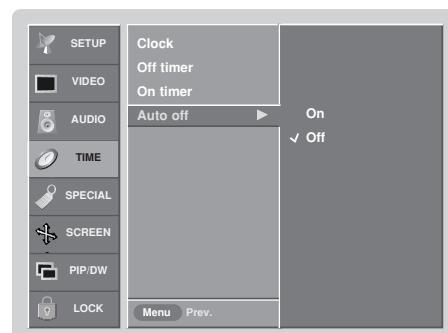 SETUP
VIDEO
AUDIO
TIME
SPECIAL
SCREEN
PIP/DW
LOCK
Clock
Off timer
On timer
Auto off
Menu Prev.
On
Off